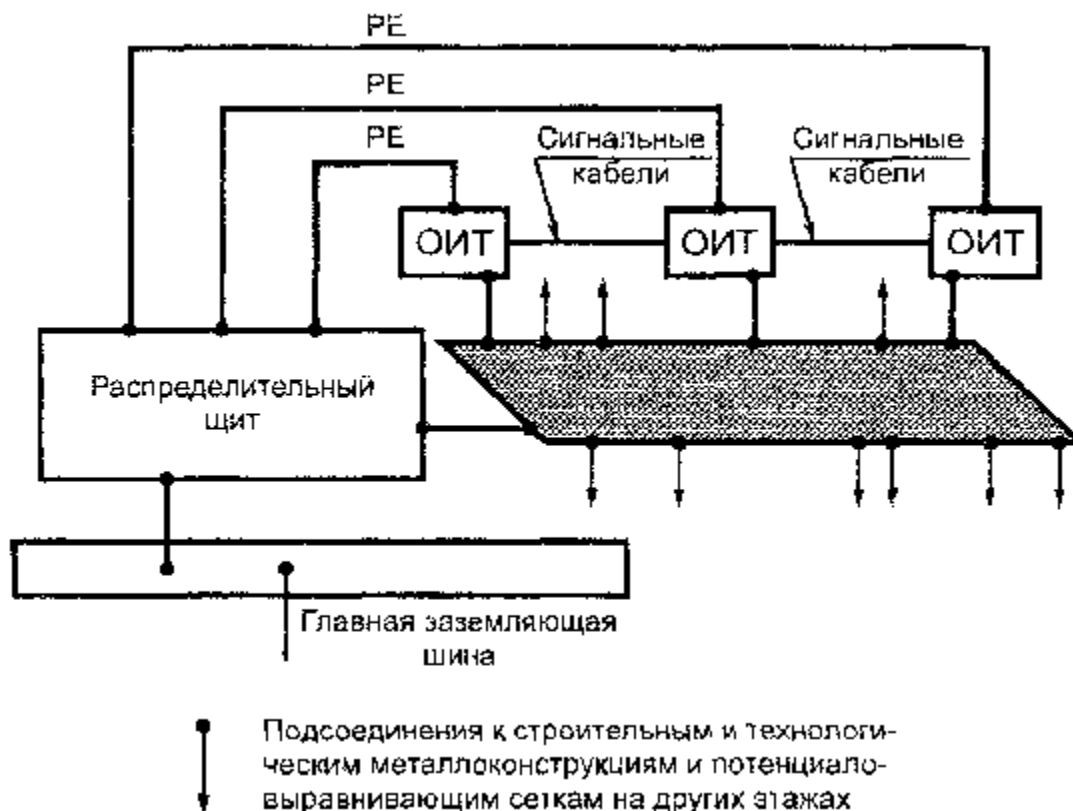 PE
PE
PE
Сигнальные
кабели
Сигнальные
кабели
ОИТ
ОИТ
ОИТ
Распределительный
щит
Главная заземляющая
шина
Подсоединения к строительным и технологи-
ческим металлоконструкциям и потенциало-
выравнивающим сеткам на других этажах